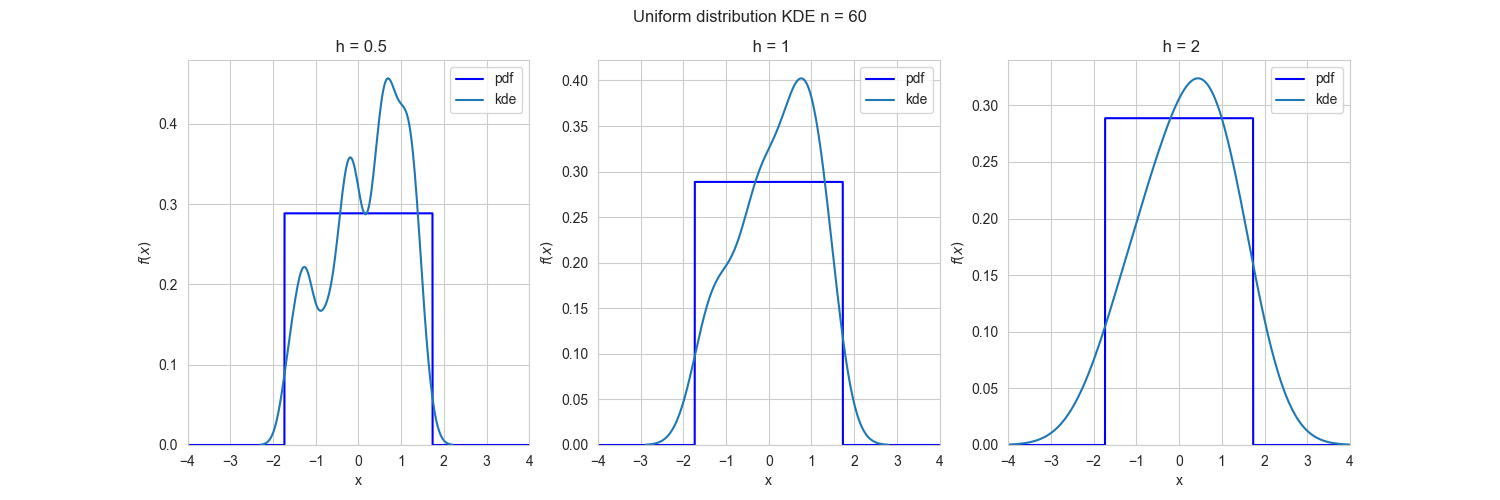 Uniform distribution KDE n = 60
h = 0.5
pdf
kde
f(x)
0.4
0.3
0.2
0.1
0.0
−4 −3 −2 −1 0 1 2 3 4
x
h = 1
pdf
kde
f(x)
0.40
0.35
0.30
0.25
0.20
0.15
0.10
0.05
0.00
−4 −3 −2 −1 0 1 2 3 4
x
h = 2
pdf
kde
f(x)
0.30
0.25
0.20
0.15
0.10
0.05
0.00
−4 −3 −2 −1 0 1 2 3 4
x